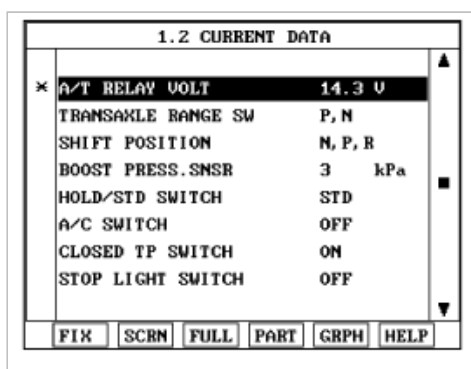 1.2 CURRENT DATA
* A/T RELAY VOLT 14.3 V
TRANSAXLE RANGE SW P,N
SHIFT POSITION N,P,R
BOOST PRESS.SNSR 3 kPa
HOLD/STD SWITCH STD
A/C SWITCH OFF
CLOSED TP SWITCH ON
STOP LIGHT SWITCH OFF
FIX SCRN FULL PART GRPH HELP